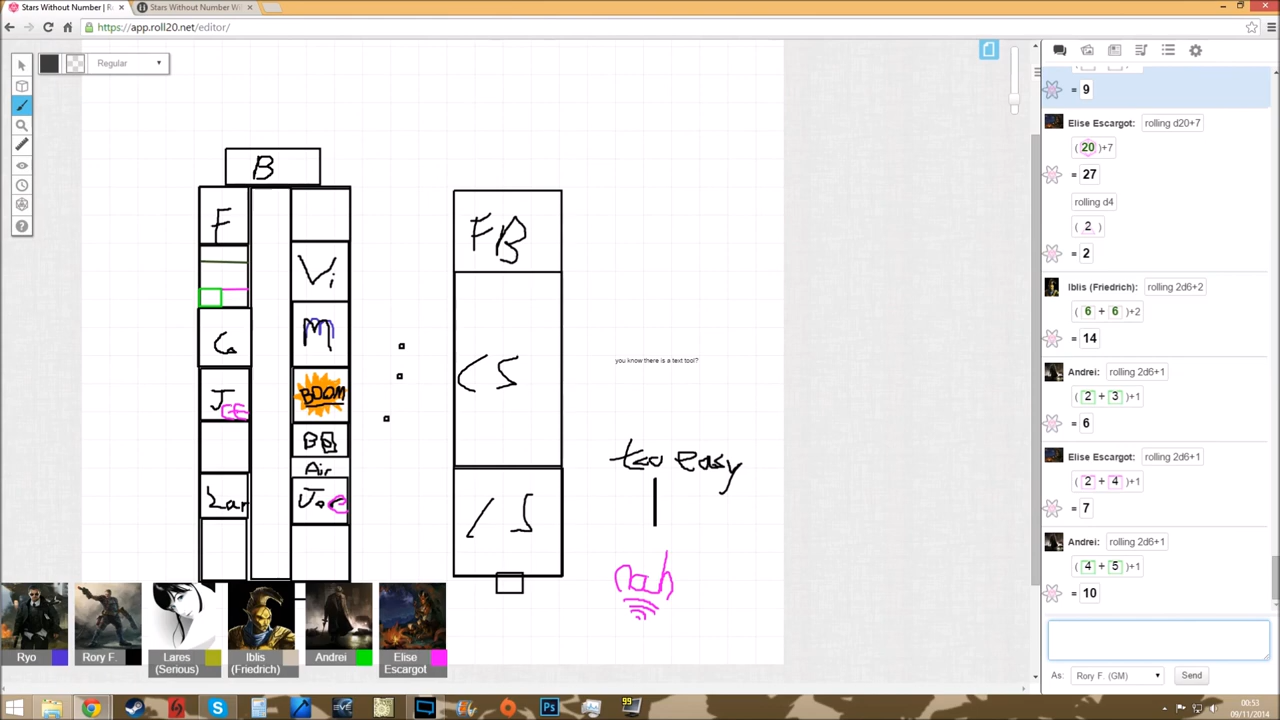 Stars Without Number | R
Stars Without Number Wi
https://app.roll20.net/editor/
Regular
B
F
Vi
M
BOOM
Air
FB
CS
you know there is a text tool?
too easy
= 9
Elise Escargot: rolling d20+7
(20)+7
= 27
rolling d4
( 2 )
= 2
Iblis (Friedrich): rolling 2d6+2
( 6 + 6 )+2
= 14
Andrei: rolling 2d6+1
( 2 + 3 )+1
= 6
Elise Escargot: rolling 2d6+1
( 2 + 4 )+1
= 7
Andrei: rolling 2d6+1
( 4 + 5 )+1
= 10
As: Rory F. (GM)
Send
Ryo
Rory F.
Lares (Serious)
Iblis (Friedrich)
Andrei
Elise Escargot
EVE
Ps
99
00:53
09/11/2014